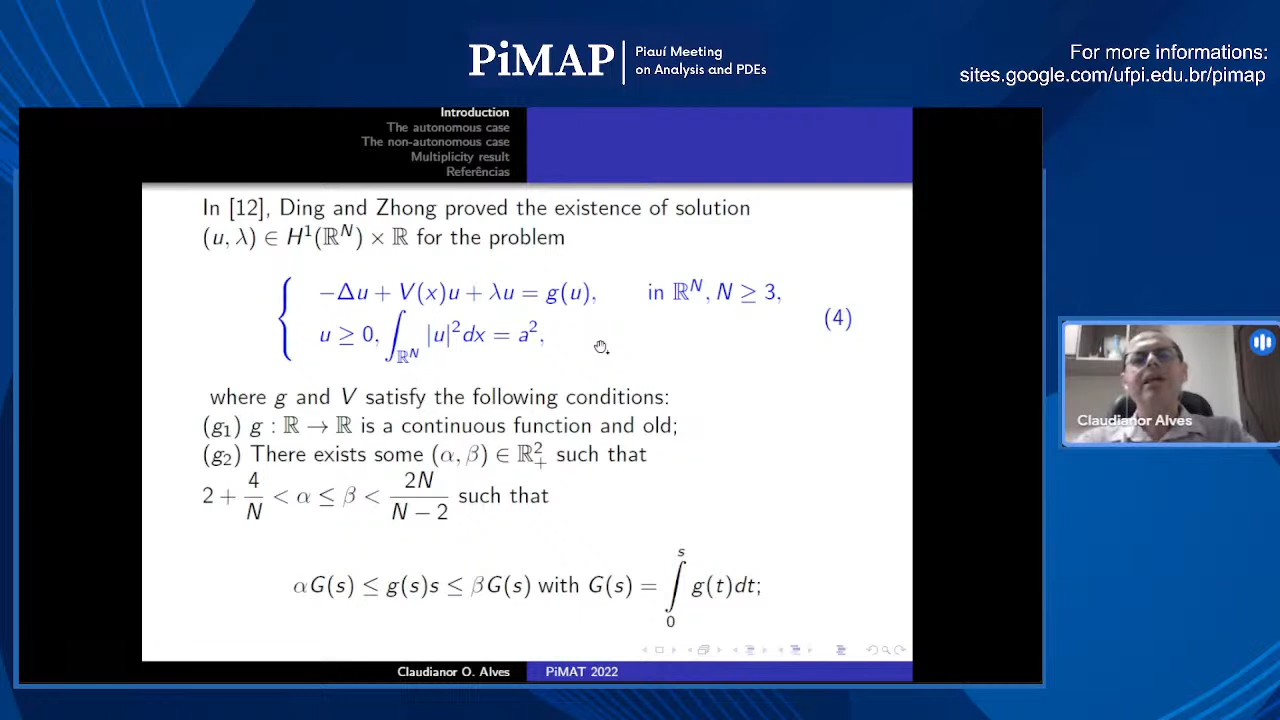 PiMAP
Piauí Meeting
on Analysis and PDEs
For more informations:
sites.google.com/ufpi.edu.br/pimap
Introduction
The autonomous case
The non-autonomous case
Multiplicity result
Referências
In [12], Ding and Zhong proved the existence of solution
(u, λ) ∈ H¹(ℝᴺ) × ℝ for the problem
−Δu + V(x)u + λu = g(u), in ℝᴺ, N ≥ 3,
u ≥ 0, ∫_{ℝᴺ} |u|² dx = a², (4)
where g and V satisfy the following conditions:
(g₁) g : ℝ → ℝ is a continuous function and old;
(g₂) There exists some (α, β) ∈ ℝ²₊ such that
2 + 4/N < α ≤ β < 2N/(N − 2) such that
αG(s) ≤ g(s)s ≤ βG(s) with G(s) = ∫₀ˢ g(t)dt;
Claudianor O. Alves
PiMAT 2022
Claudianor Alves